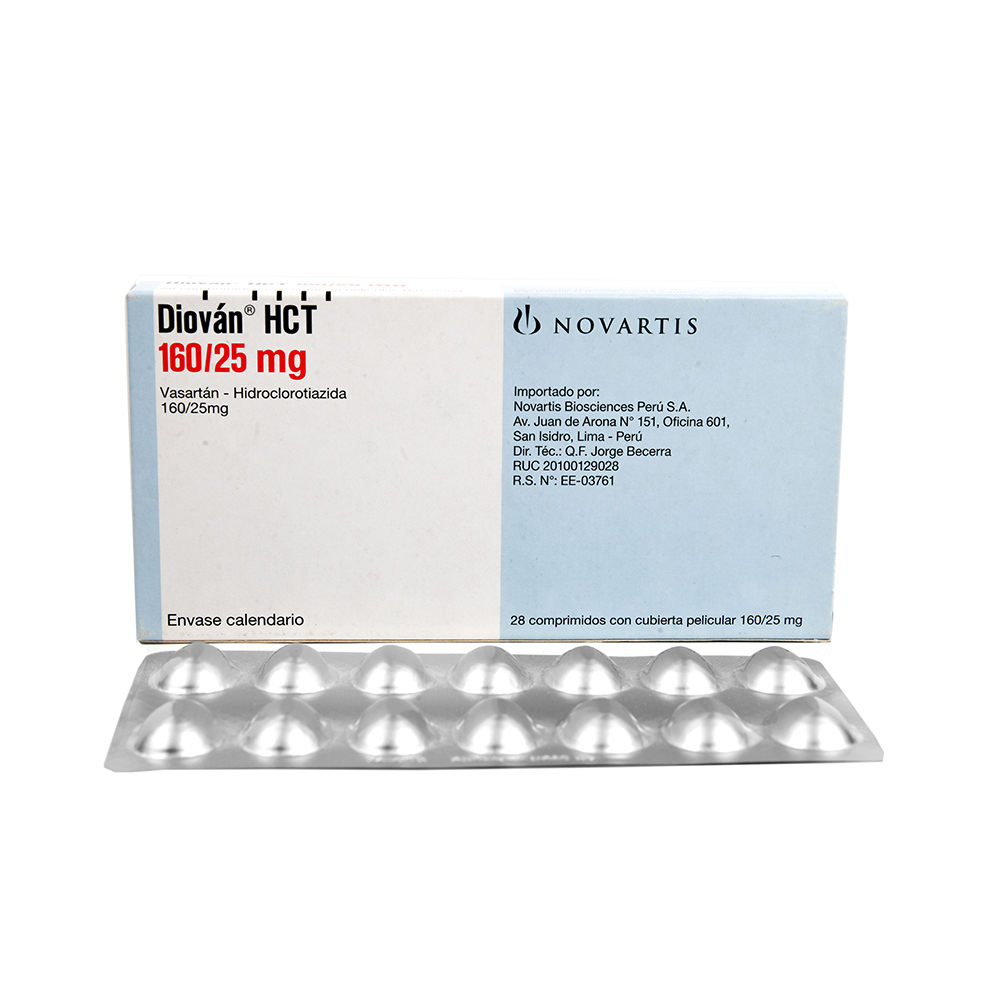 Diován® HCT
160/25 mg
Vasartán - Hidroclorotiazida
160/25mg
Envase calendario
NOVARTIS
Importado por:
Novartis Biosciences Perú S.A.
Av. Juan de Arona N° 151, Oficina 601,
San Isidro, Lima - Perú
Dir. Téc.: Q.F. Jorge Becerra
RUC 20100129028
R.S. N°: EE-03761
28 comprimidos con cubierta pelicular 160/25 mg